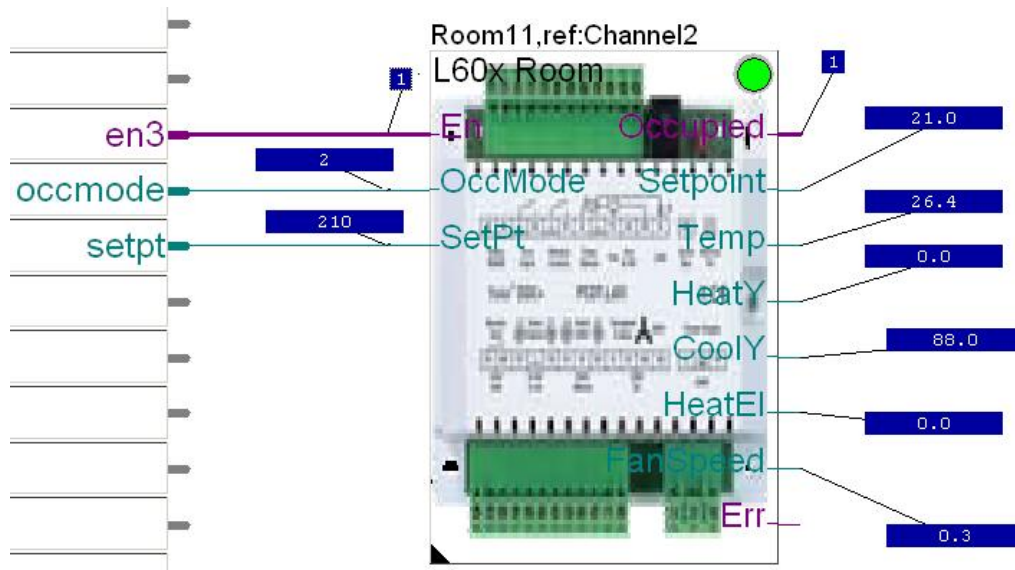 Room11,ref:Channel2
L60x Room
1
1
en3
En
Occupied
21.0
2
occmode
OccMode
Setpoint
26.4
210
setpt
SetPt
Temp
0.0
HeatY
88.0
CoolY
HeatEl
0.0
FanSpeed
Err
0.3